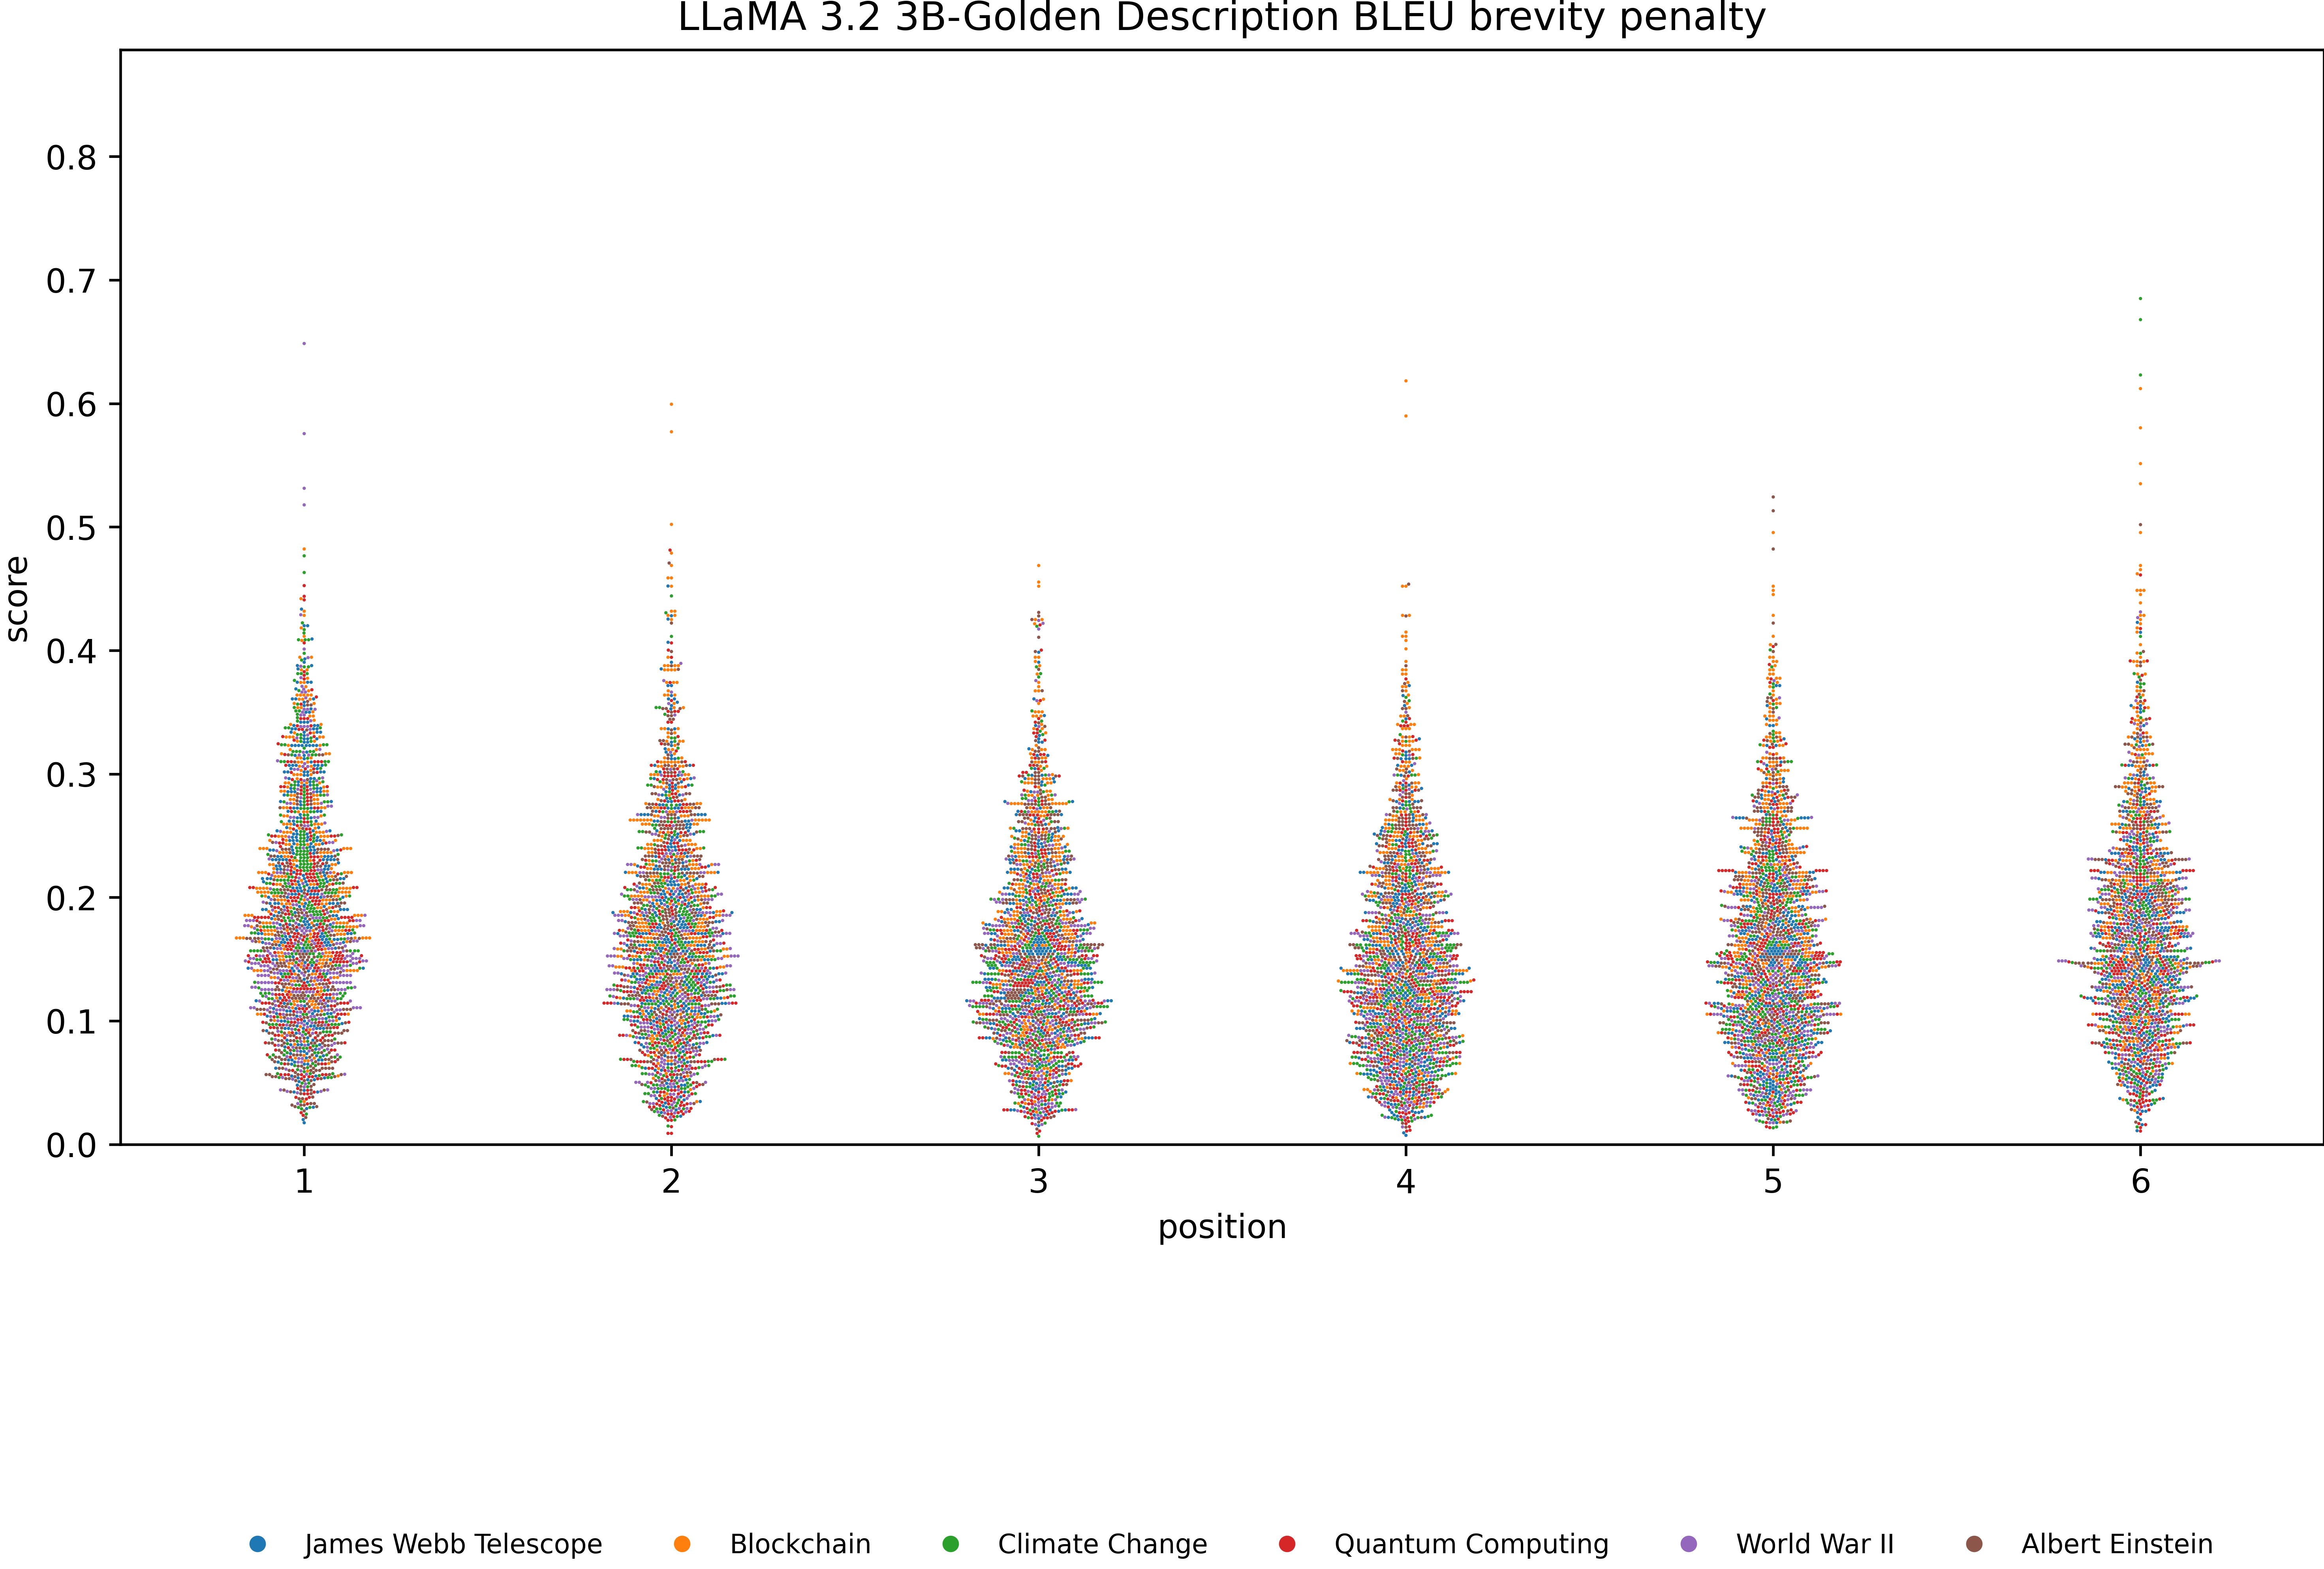 LLaMA 3.2 3B-Golden Description BLEU brevity penalty
0.8
0.7
0.6
0.5
0.4
0.3
0.2
0.1
0.0
score
1 2 3 4 5 6
position
James Webb Telescope Blockchain Climate Change Quantum Computing World War II Albert Einstein